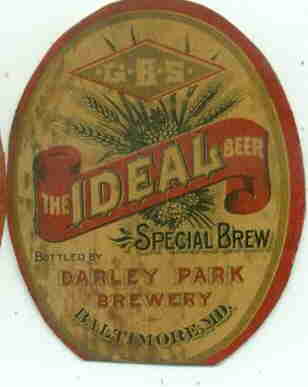 G·B·S
THE IDEAL BEER
SPECIAL BREW
BOTTLED BY
DARLEY PARK
BREWERY
BALTIMORE, MD.